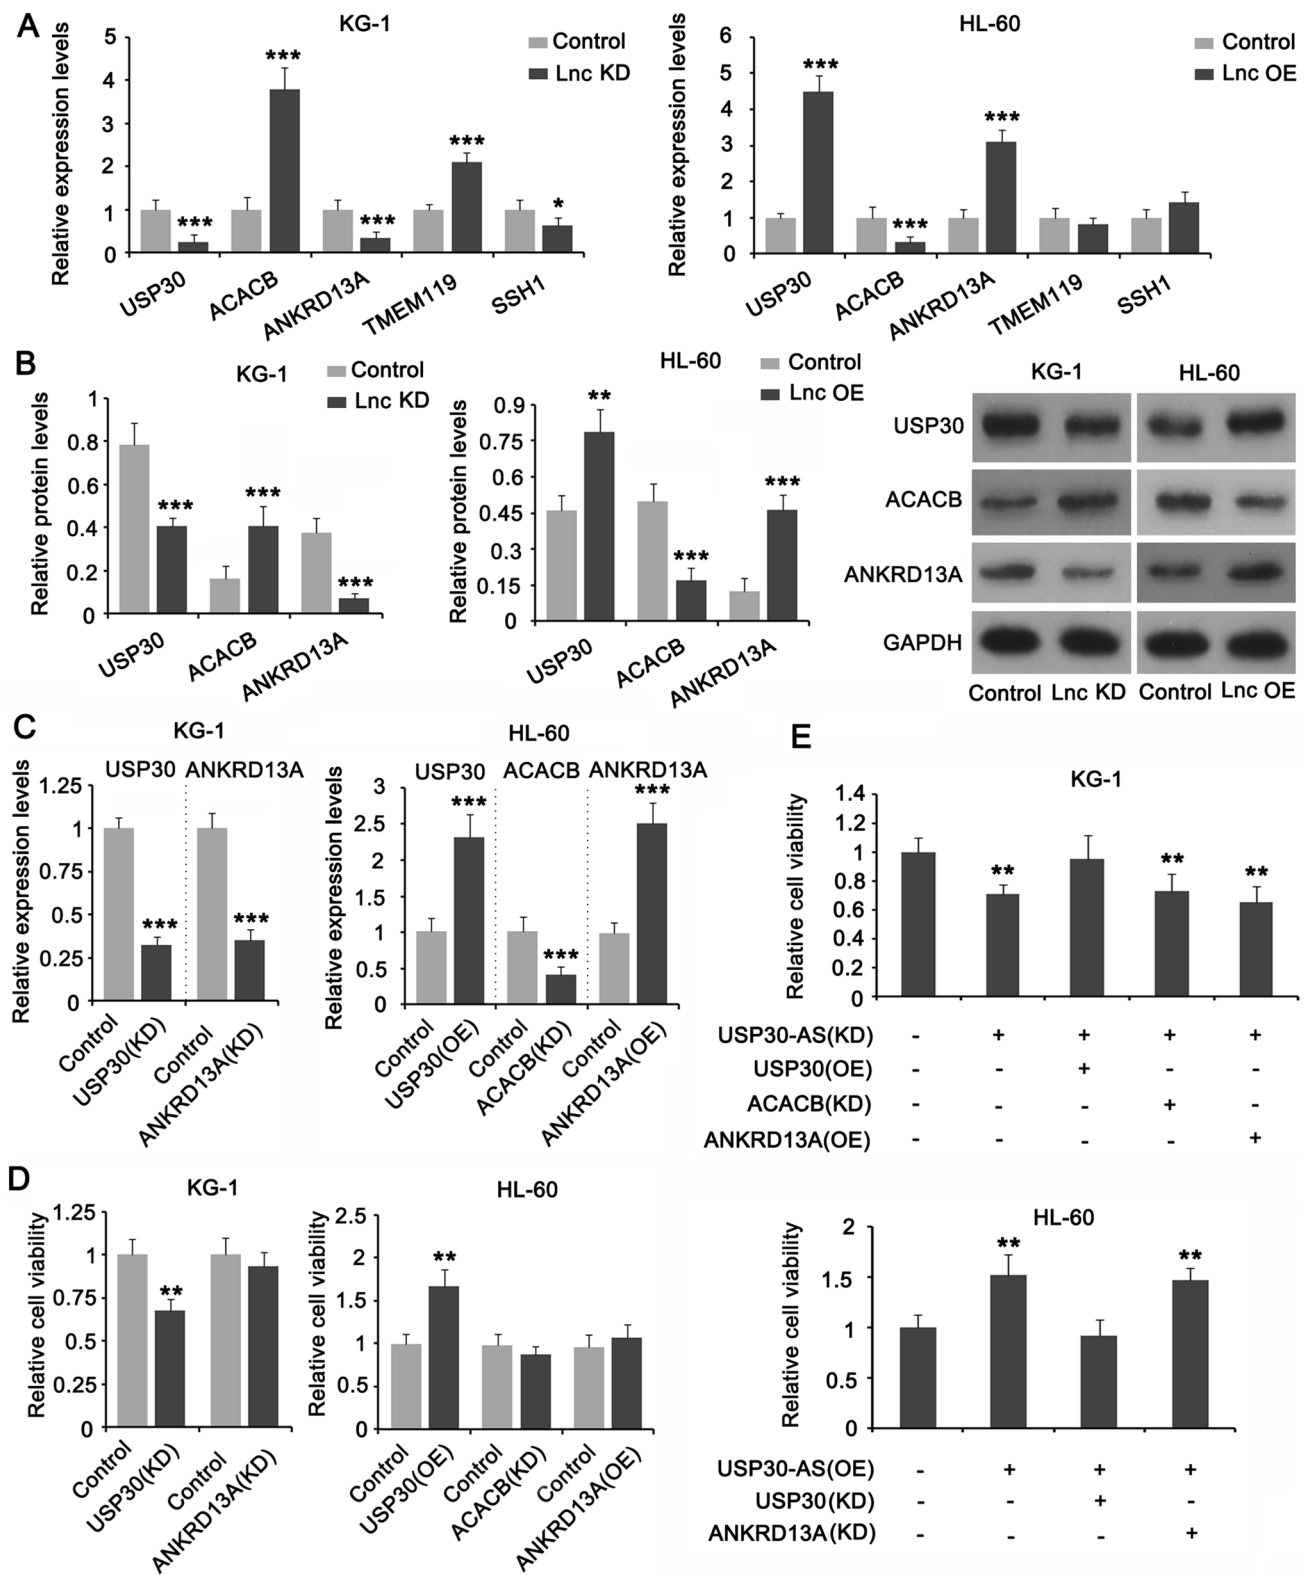 A
KG-1
Control
Lnc KD
Relative expression levels
5
4
3
2
1
0
***
***
***
***
*
USP30
ACACB
ANKRD13A
TMEM119
SSH1
HL-60
Control
Lnc OE
Relative expression levels
6
5
4
3
2
1
0
***
***
***
USP30
ACACB
ANKRD13A
TMEM119
SSH1
B
KG-1
Control
Lnc KD
Relative protein levels
1
0.8
0.6
0.4
0.2
0
***
***
***
USP30
ACACB
ANKRD13A
HL-60
Control
Lnc OE
Relative protein levels
0.9
0.75
0.6
0.45
0.3
0.15
0
**
***
***
USP30
ACACB
ANKRD13A
KG-1
HL-60
USP30
ACACB
ANKRD13A
GAPDH
Control Lnc KD Control Lnc OE
C
KG-1
USP30 ANKRD13A
Relative expression levels
1.25
1
0.75
0.5
0.25
0
***
***
Control
USP30(KD)
Control
ANKRD13A(KD)
HL-60
USP30 ACACB ANKRD13A
Relative expression levels
3
2.5
2
1.5
1
0.5
0
***
***
***
Control
USP30(OE)
Control
ACACB(KD)
Control
ANKRD13A(OE)
E
KG-1
Relative cell viability
1.4
1.2
1
0.8
0.6
0.4
0.2
0
**
**
**
USP30-AS(KD) - + + + +
USP30(OE) - - + - -
ACACB(KD) - - - + -
ANKRD13A(OE) - - - - +
D
KG-1
Relative cell viability
1.25
1
0.75
0.5
0.25
0
**
Control
USP30(KD)
Control
ANKRD13A(KD)
HL-60
Relative cell viability
2.5
2
1.5
1
0.5
0
**
Control
USP30(OE)
Control
ACACB(KD)
Control
ANKRD13A(OE)
HL-60
Relative cell viability
2
1.5
1
0.5
0
**
**
USP30-AS(OE) - + + +
USP30(KD) - - + -
ANKRD13A(KD) - - - +